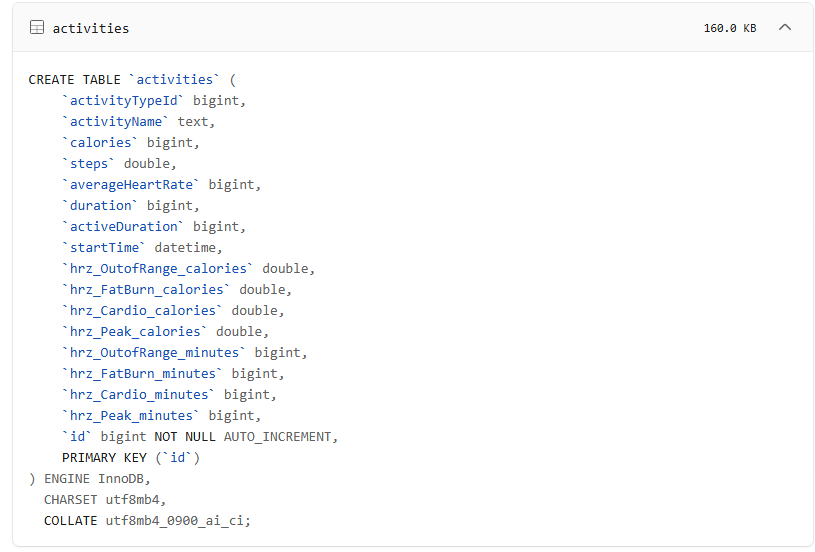 activities 160.0 KB
CREATE TABLE `activities` (
`activityTypeId` bigint,
`activityName` text,
`calories` bigint,
`steps` double,
`averageHeartRate` bigint,
`duration` bigint,
`activeDuration` bigint,
`startTime` datetime,
`hrz_OutofRange_calories` double,
`hrz_FatBurn_calories` double,
`hrz_Cardio_calories` double,
`hrz_Peak_calories` double,
`hrz_OutofRange_minutes` bigint,
`hrz_FatBurn_minutes` bigint,
`hrz_Cardio_minutes` bigint,
`hrz_Peak_minutes` bigint,
`id` bigint NOT NULL AUTO_INCREMENT,
PRIMARY KEY (`id`)
) ENGINE InnoDB,
CHARSET utf8mb4,
COLLATE utf8mb4_0900_ai_ci;